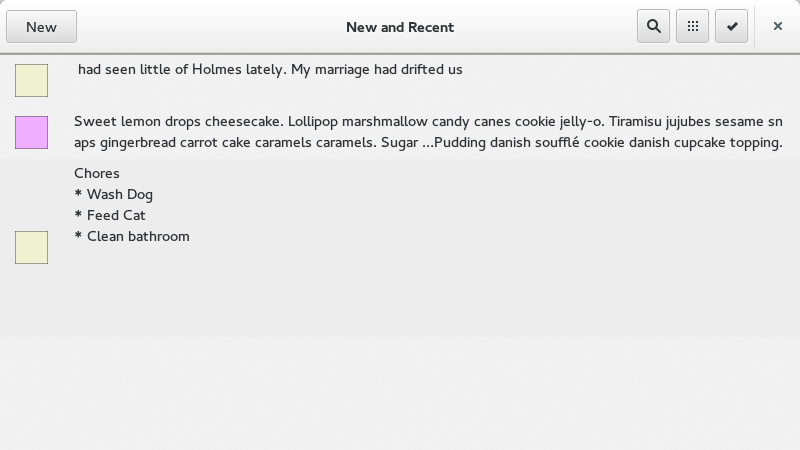 New
New and Recent
had seen little of Holmes lately. My marriage had drifted us
Sweet lemon drops cheesecake. Lollipop marshmallow candy canes cookie jelly-o. Tiramisu jujubes sesame sn
aps gingerbread carrot cake caramels caramels. Sugar ...Pudding danish soufflé cookie danish cupcake topping.
Chores
* Wash Dog
* Feed Cat
* Clean bathroom